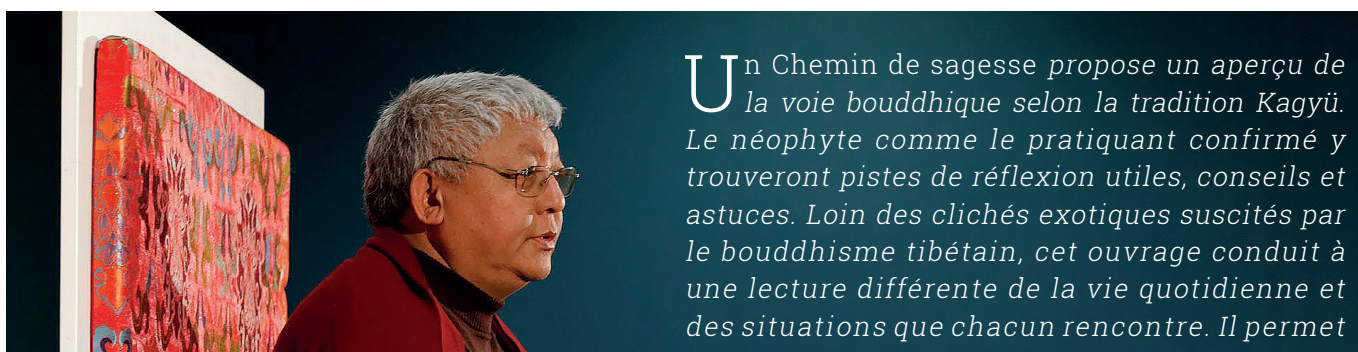 Un Chemin de sagesse propose un aperçu de
la voie bouddhique selon la tradition Kagyü.
Le néophyte comme le pratiquant confirmé y
trouveront pistes de réflexion utiles, conseils et
astuces. Loin des clichés exotiques suscités par
le bouddhisme tibétain, cet ouvrage conduit à
une lecture différente de la vie quotidienne et
des situations que chacun rencontre. Il permet